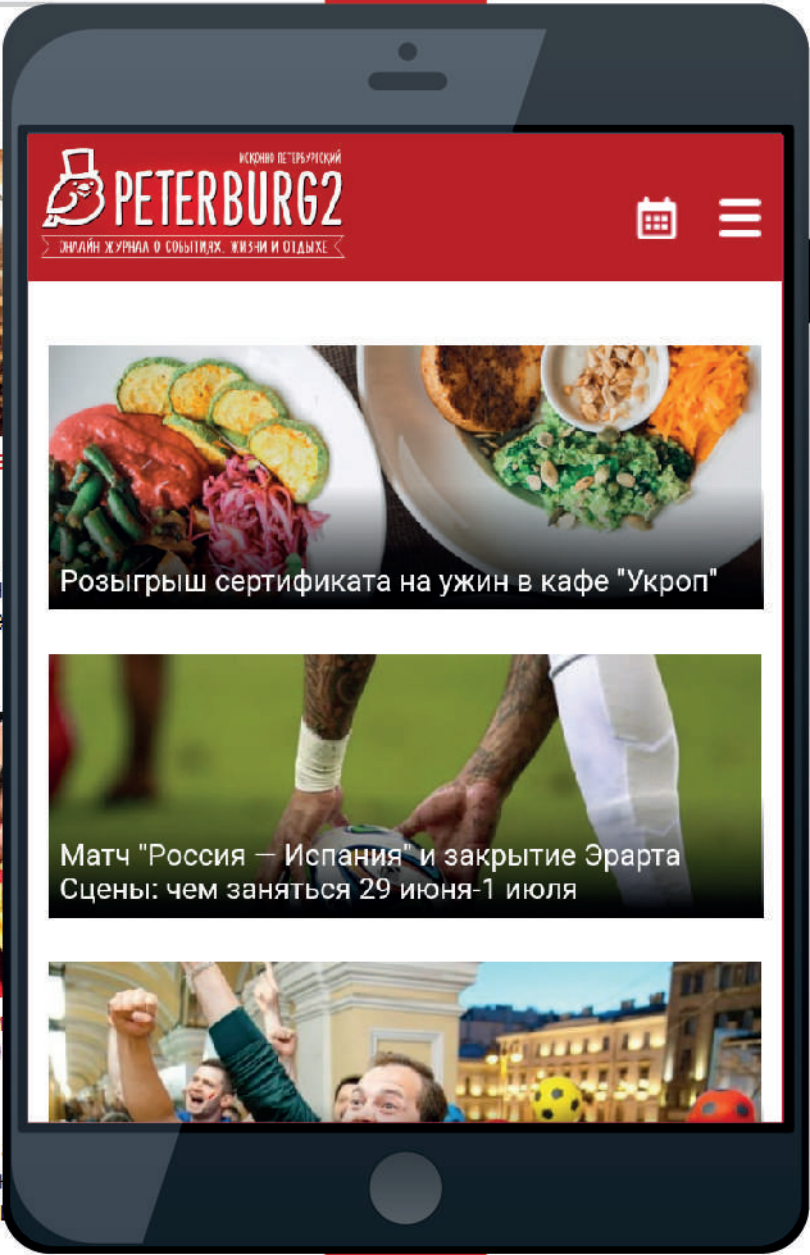 ИСКОННО ПЕТЕРБУРГСКИЙ
PETERBURG2
ОНЛАЙН ЖУРНАЛ О СОБЫТИЯХ, ЖИЗНИ И ОТДЫХЕ
Розыгрыш сертификата на ужин в кафе "Укроп"
Матч "Россия — Испания" и закрытие Эрарта
Сцены: чем заняться 29 июня-1 июля